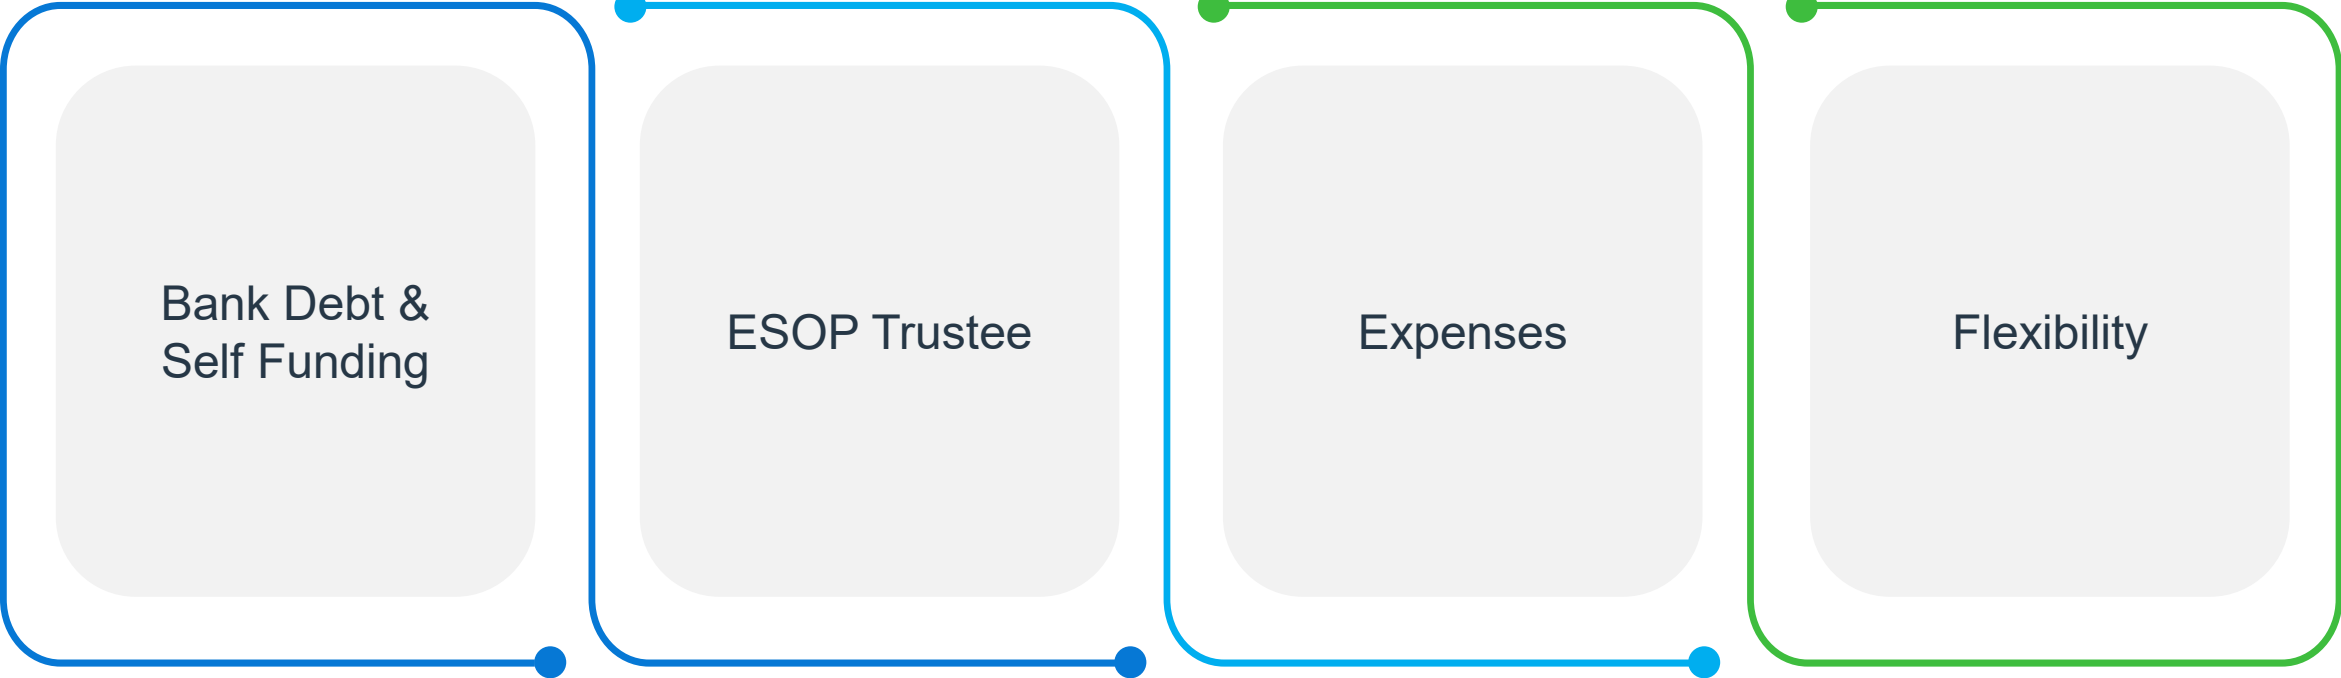 Bank Debt &
Self Funding
ESOP Trustee
Expenses
Flexibility